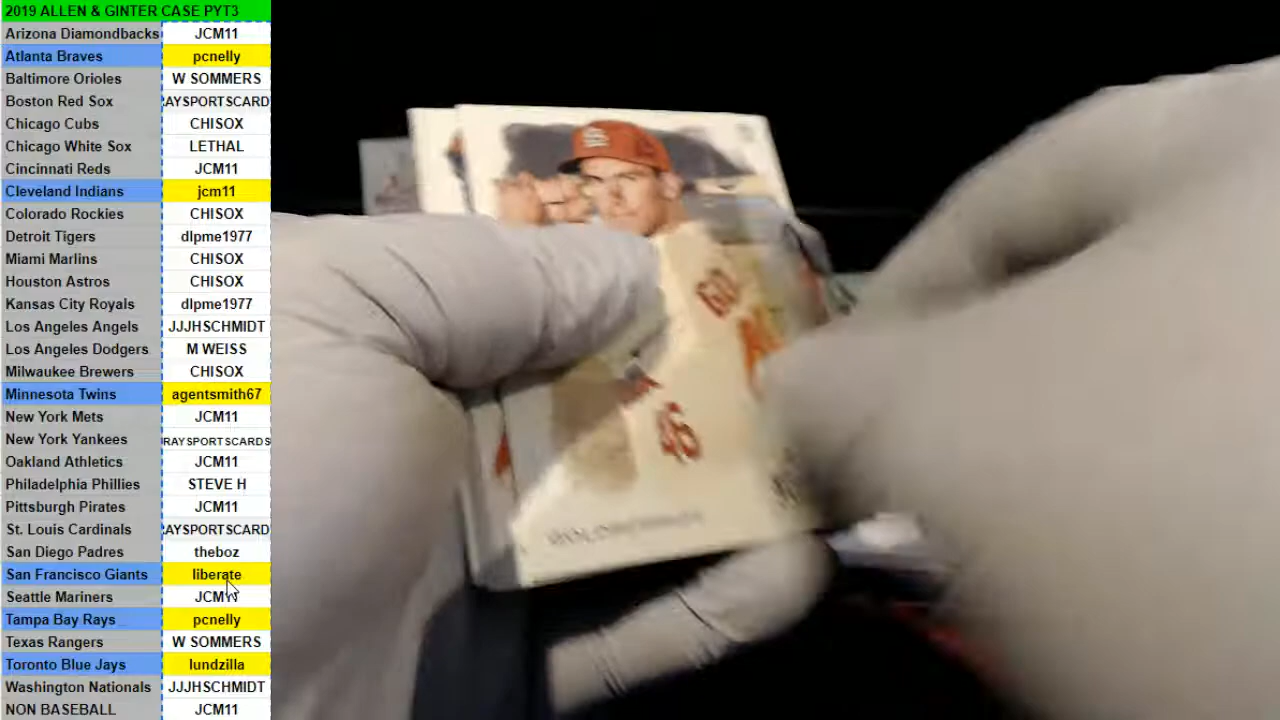 2019 ALLEN & GINTER CASE PYT3
Arizona Diamondbacks JCM11
Atlanta Braves pcnelly
Baltimore Orioles W SOMMERS
Boston Red Sox AYSPORTSCARD
Chicago Cubs CHISOX
Chicago White Sox LETHAL
Cincinnati Reds JCM11
Cleveland Indians jcm11
Colorado Rockies CHISOX
Detroit Tigers dlpme1977
Miami Marlins CHISOX
Houston Astros CHISOX
Kansas City Royals dlpme1977
Los Angeles Angels JJJHSCHMIDT
Los Angeles Dodgers M WEISS
Milwaukee Brewers CHISOX
Minnesota Twins agentsmith67
New York Mets JCM11
New York Yankees RAYSPORTSCARDS
Oakland Athletics JCM11
Philadelphia Phillies STEVE H
Pittsburgh Pirates JCM11
St. Louis Cardinals AYSPORTSCARD
San Diego Padres theboz
San Francisco Giants liberate
Seattle Mariners JCM11
Tampa Bay Rays pcnelly
Texas Rangers W SOMMERS
Toronto Blue Jays lundzilla
Washington Nationals JJJHSCHMIDT
NON BASEBALL JCM11
46